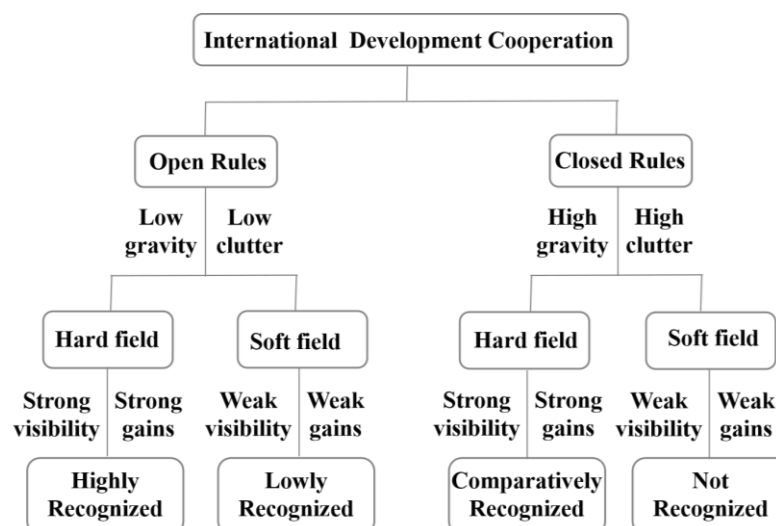 International Development Cooperation
Open Rules
Closed Rules
Low gravity
Low clutter
High gravity
High clutter
Hard field
Soft field
Hard field
Soft field
Strong visibility
Strong gains
Weak visibility
Weak gains
Strong visibility
Strong gains
Weak visibility
Weak gains
Highly
Recognized
Lowly
Recognized
Comparatively
Recognized
Not
Recognized